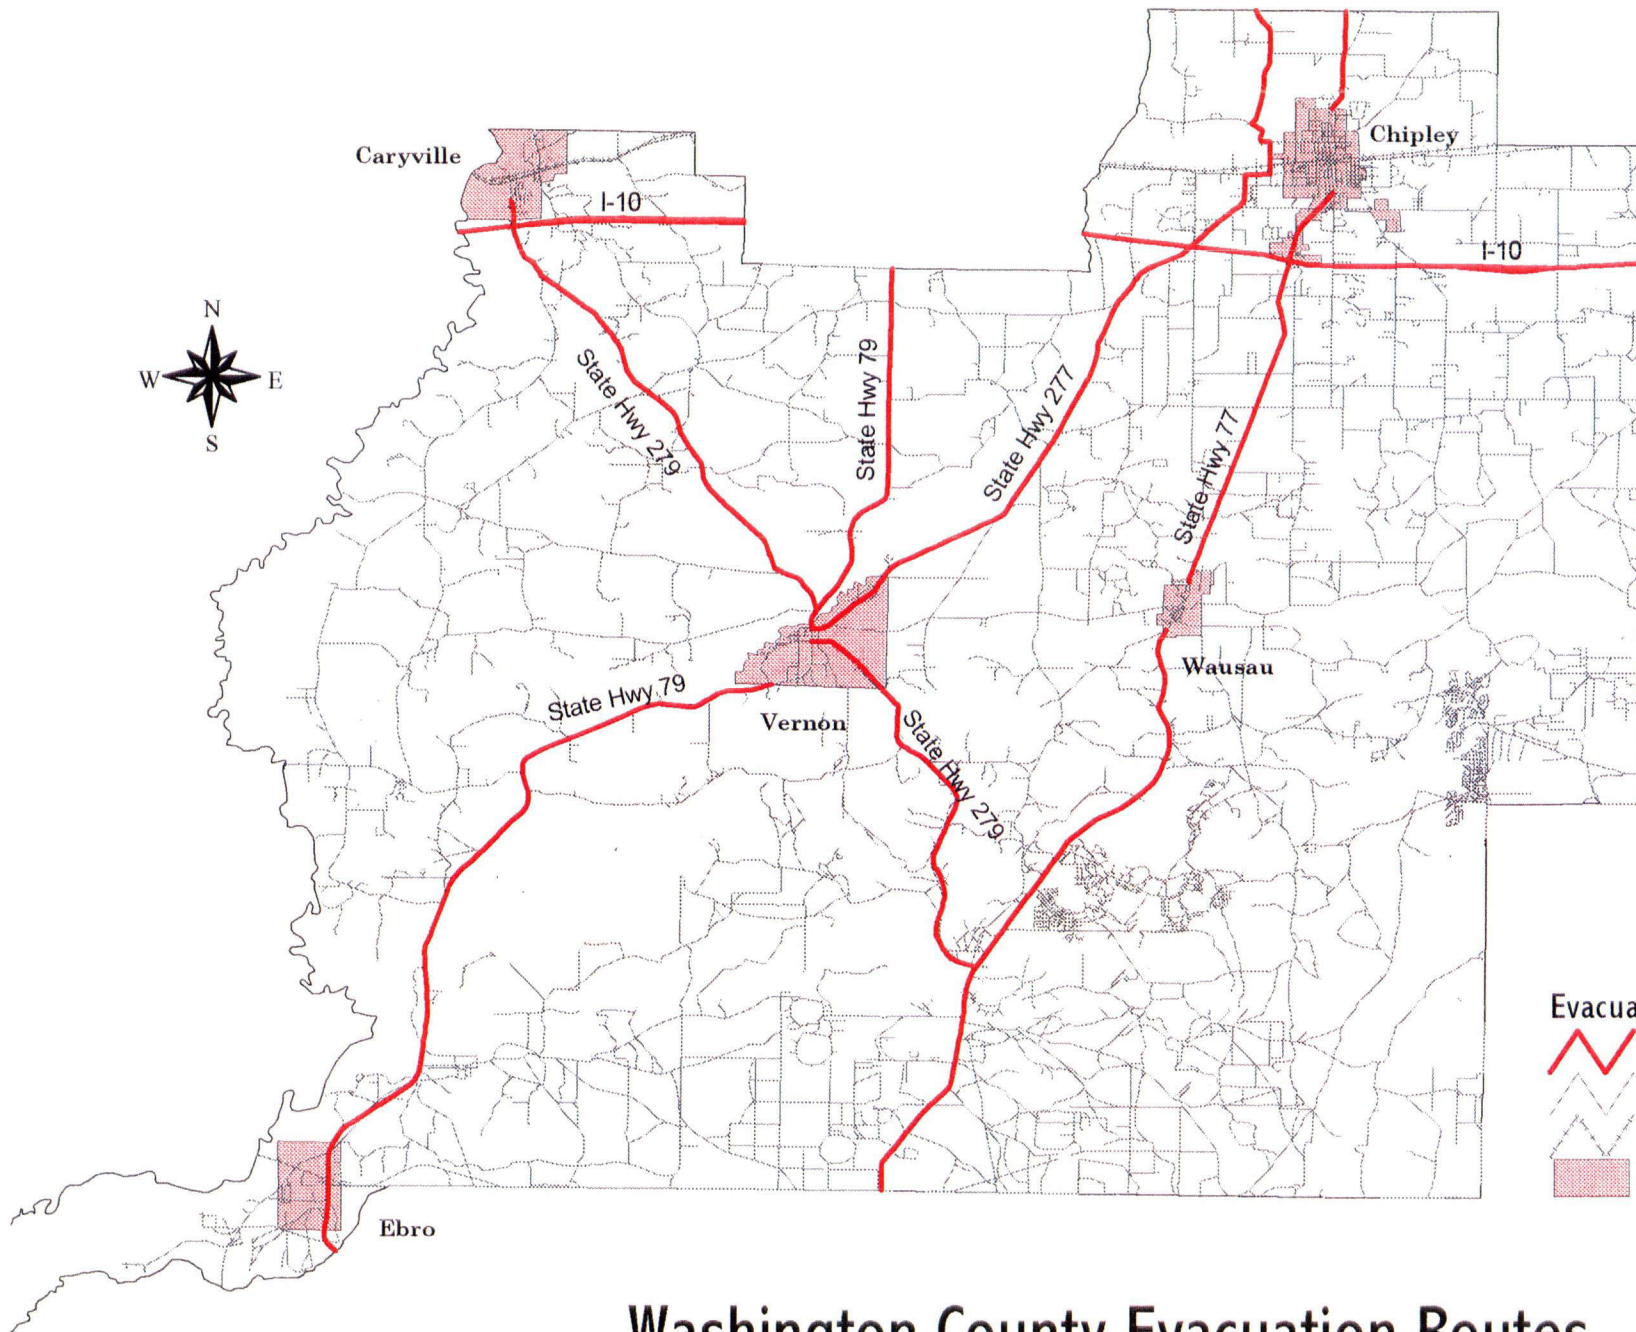 Caryville
Chipley
I-10
I-10
N
W
E
S
State Hwy 279
State Hwy 79
State Hwy 277
State Hwy 77
Wausau
State Hwy 79
Vernon
State Hwy 279
Evacua
Ebro
Washington County Evacuation Routes